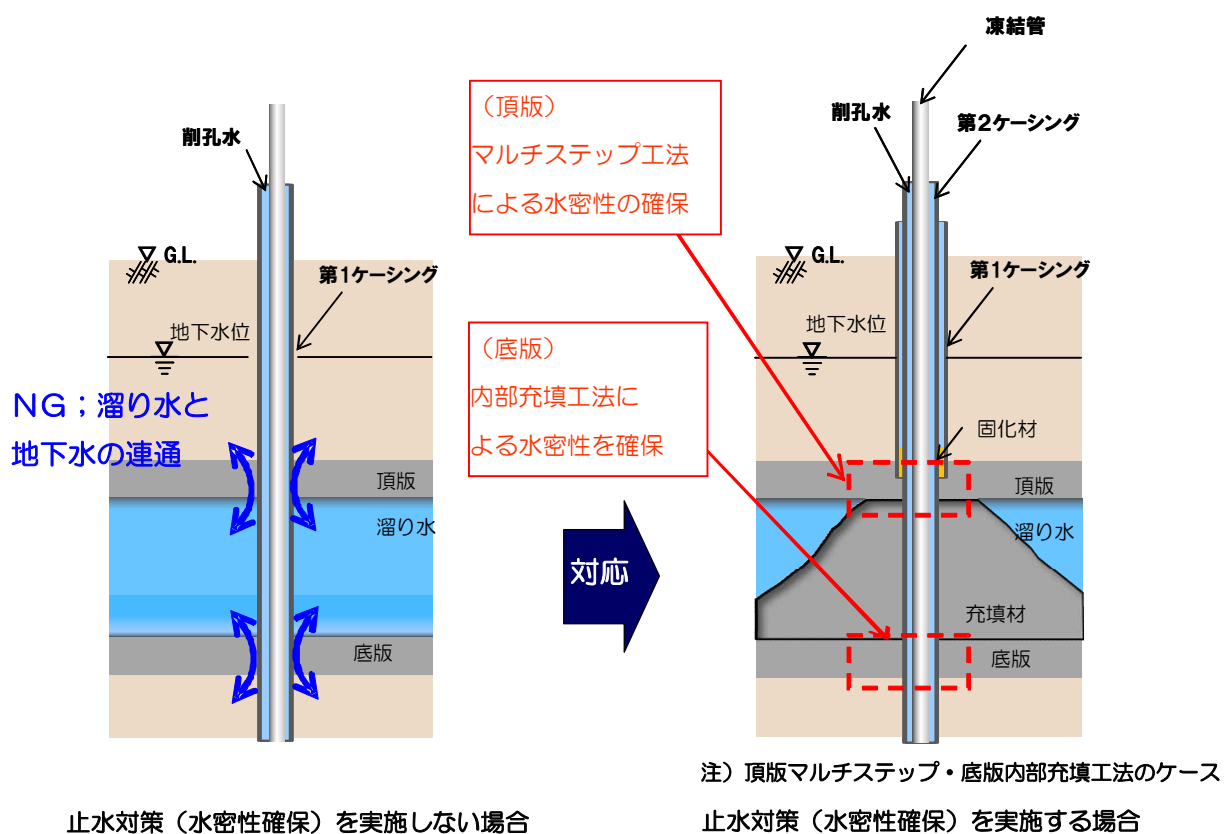 削孔水
G.L.
第1ケーシング
地下水位
NG；溜り水と
地下水の連通
頂版
溜り水
底版
止水対策（水密性確保）を実施しない場合
（頂版）
マルチステップ工法
による水密性の確保
（底版）
内部充填工法に
よる水密性を確保
対応
凍結管
削孔水
第2ケーシング
G.L.
第1ケーシング
地下水位
固化材
頂版
溜り水
充填材
底版
注）頂版マルチステップ・底版内部充填工法のケース
止水対策（水密性確保）を実施する場合